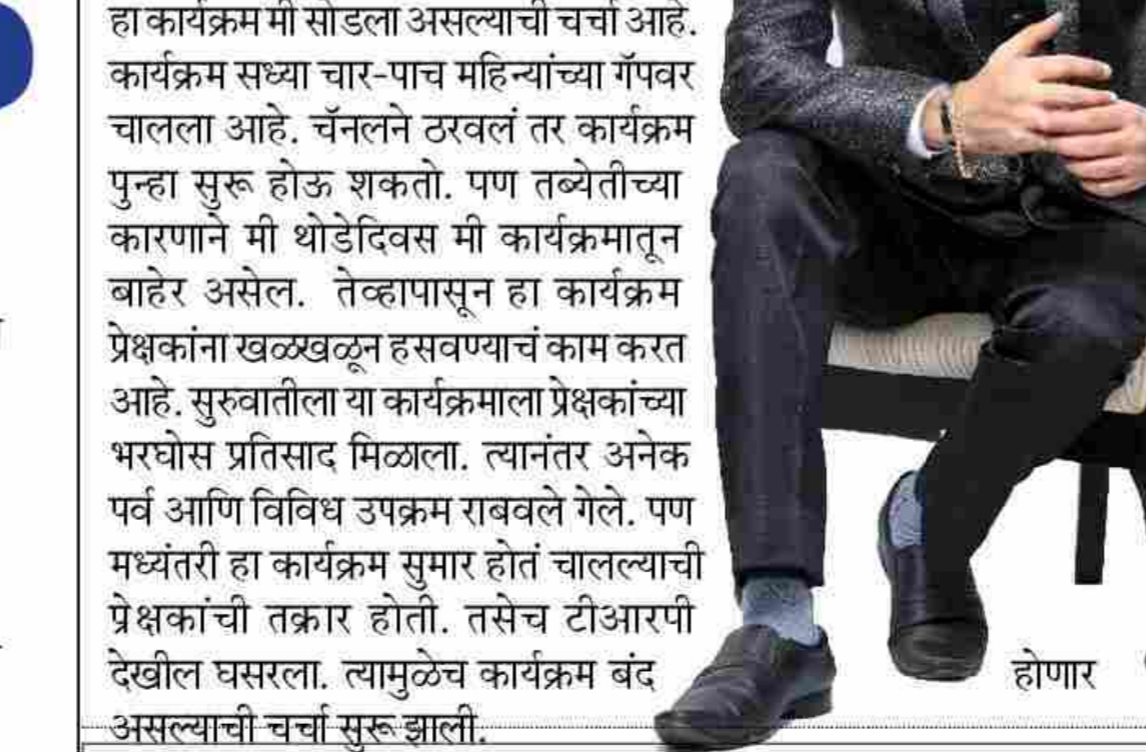 हा कार्यक्रम मी सोडला असल्याची चर्चा आहे.
कार्यक्रम सध्या चार-पाच महिन्यांच्या गॅपवर
चालला आहे. चॅनलने ठरवलं तर कार्यक्रम
पुन्हा सुरू होऊ शकतो. पण तब्येतीच्या
कारणाने मी थोडेदिवस मी कार्यक्रमातून
बाहेर असेल. तेव्हापासून हा कार्यक्रम
प्रेक्षकांना खळखळून हसवण्याचं काम करत
आहे. सुरुवातीला या कार्यक्रमाला प्रेक्षकांच्या
भरघोस प्रतिसाद मिळाला. त्यानंतर अनेक
पर्व आणि विविध उपक्रम राबवले गेले. पण
मध्यंतरी हा कार्यक्रम सुमार होतं चालल्याची
प्रेक्षकांची तक्रार होती. तसेच टीआरपी
देखील घसरला. त्यामुळेच कार्यक्रम बंद
होणार
असल्याची चर्चा सुरू झाली.